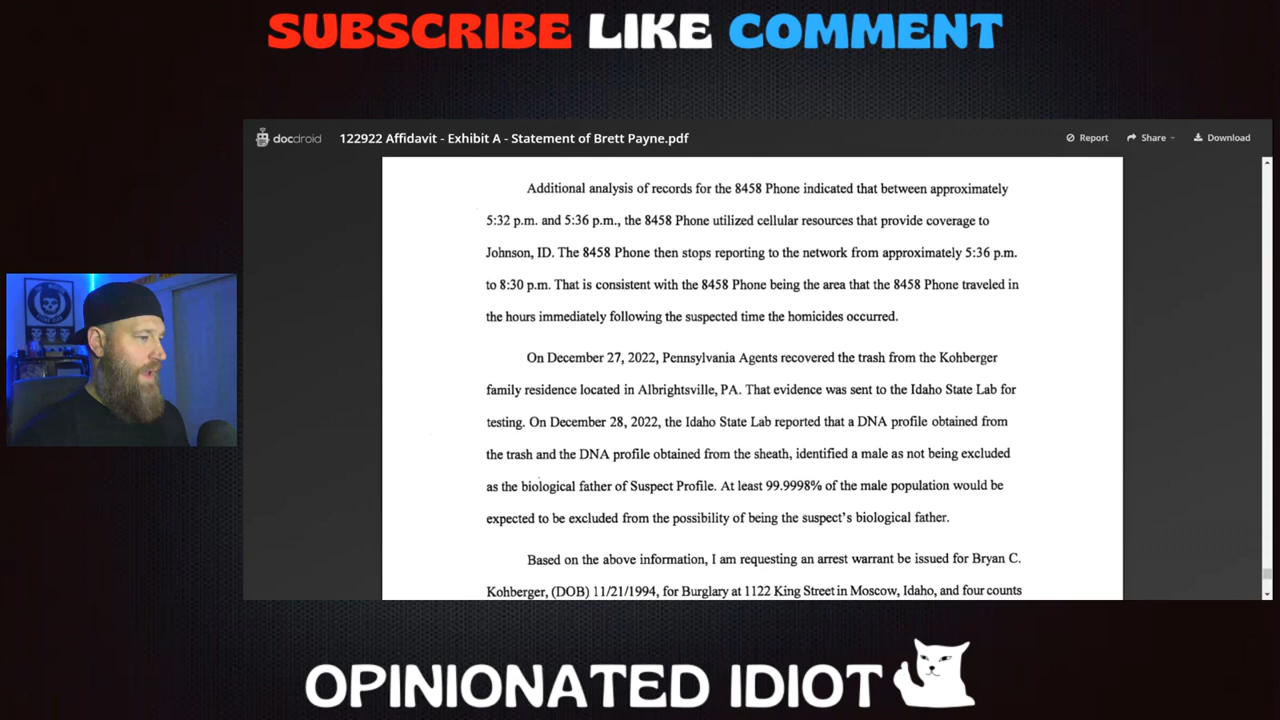 SUBSCRIBE LIKE COMMENT
docdroid 122922 Affidavit - Exhibit A - Statement of Brett Payne.pdf Report Share Download
Additional analysis of records for the 8458 Phone indicated that between approximately
5:32 p.m. and 5:36 p.m., the 8458 Phone utilized cellular resources that provide coverage to
Johnson, ID. The 8458 Phone then stops reporting to the network from approximately 5:36 p.m.
to 8:30 p.m. That is consistent with the 8458 Phone being the area that the 8458 Phone traveled in
the hours immediately following the suspected time the homicides occurred.
On December 27, 2022, Pennsylvania Agents recovered the trash from the Kohberger
family residence located in Albrightsville, PA. That evidence was sent to the Idaho State Lab for
testing. On December 28, 2022, the Idaho State Lab reported that a DNA profile obtained from
the trash and the DNA profile obtained from the sheath, identified a male as not being excluded
as the biological father of Suspect Profile. At least 99.9998% of the male population would be
expected to be excluded from the possibility of being the suspect's biological father.
Based on the above information, I am requesting an arrest warrant be issued for Bryan C.
Kohberger, (DOB) 11/21/1994, for Burglary at 1122 King Street in Moscow, Idaho, and four counts
OPINIONATED IDIOT